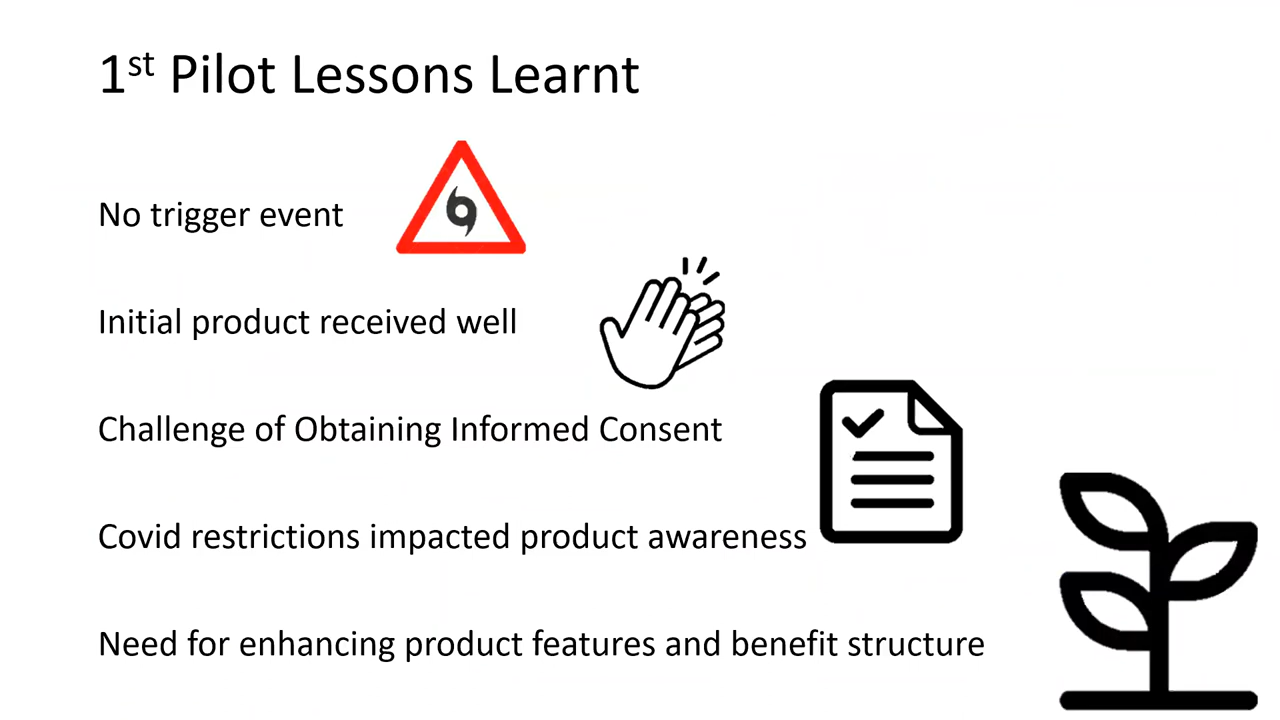 1st Pilot Lessons Learnt
No trigger event
Initial product received well
Challenge of Obtaining Informed Consent
Covid restrictions impacted product awareness
Need for enhancing product features and benefit structure